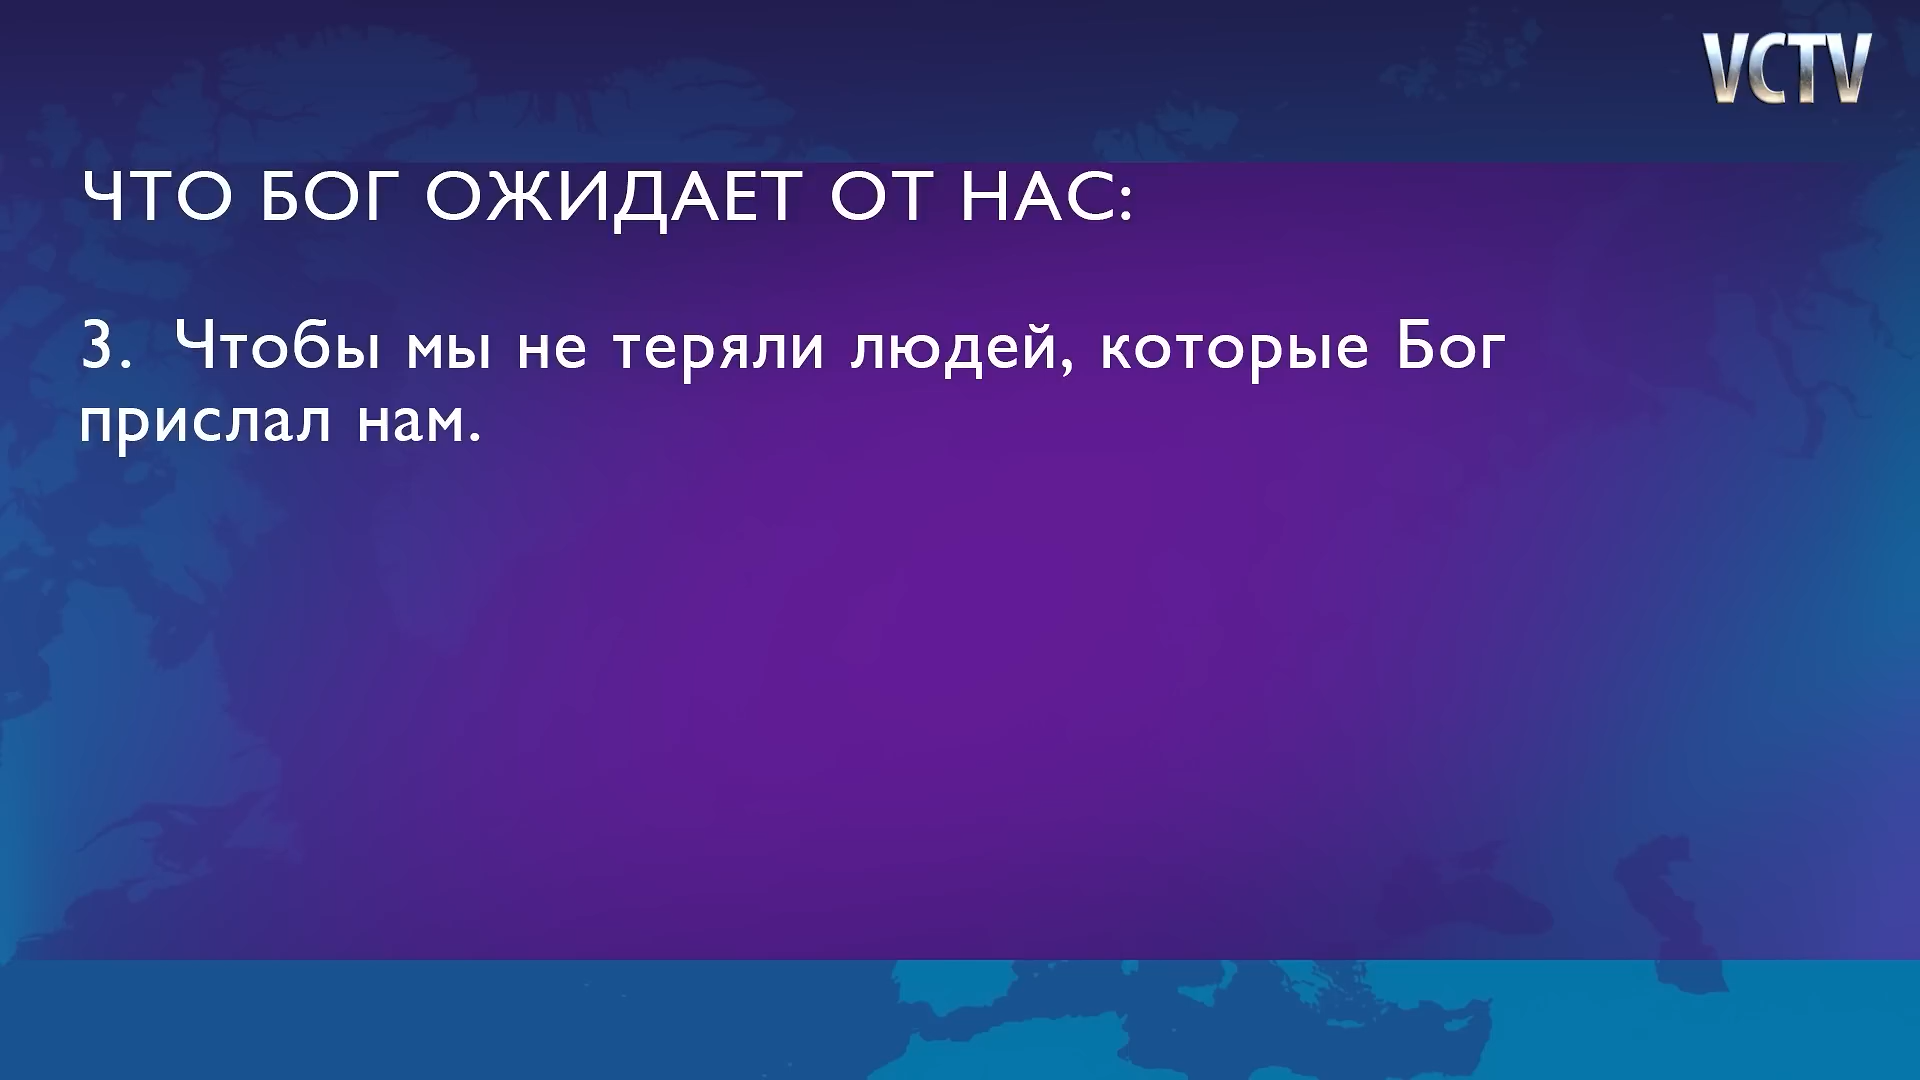 VCTV
ЧТО БОГ ОЖИДАЕТ ОТ НАС:
3. Чтобы мы не теряли людей, которые Бог
прислал нам.